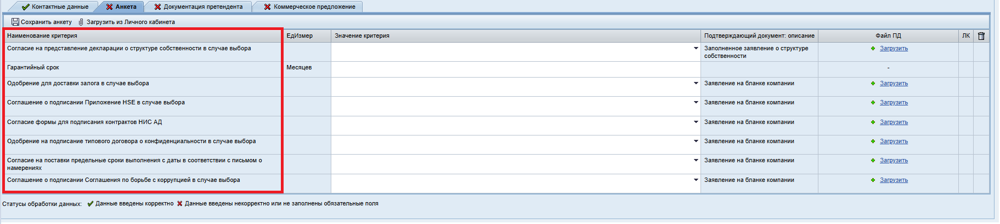 Контактные данные Анкета Документация претендента Коммерческое предложение
Сохранить анкету Загрузить из Личного кабинета
Наименование критерия ЕдИзмер Значение критерия Подтверждающий документ: описание Файл ПД ЛК
Согласие на представление декларации о структуре собственности в случае выбора Заполненное заявление о структуре Загрузить
собственности
Гарантийный срок Месяцев -
Одобрение для доставки залога в случае выбора Заявление на бланке компании Загрузить
Соглашение о подписании Приложение HSE в случае выбора Заявление на бланке компании Загрузить
Согласие формы для подписания контрактов НИС АД Заявление на бланке компании Загрузить
Одобрение на подписание типового договора о конфиденциальности в случае выбора Заявление на бланке компании Загрузить
Согласие на поставки предельные сроки выполнения с даты в соответствии с письмом о Заявление на бланке компании Загрузить
намерениях
Соглашение о подписании Соглашения по борьбе с коррупцией в случае выбора Заявление на бланке компании Загрузить
Статусы обработки данных: Данные введены корректно Данные введены некорректно или не заполнены обязательные поля